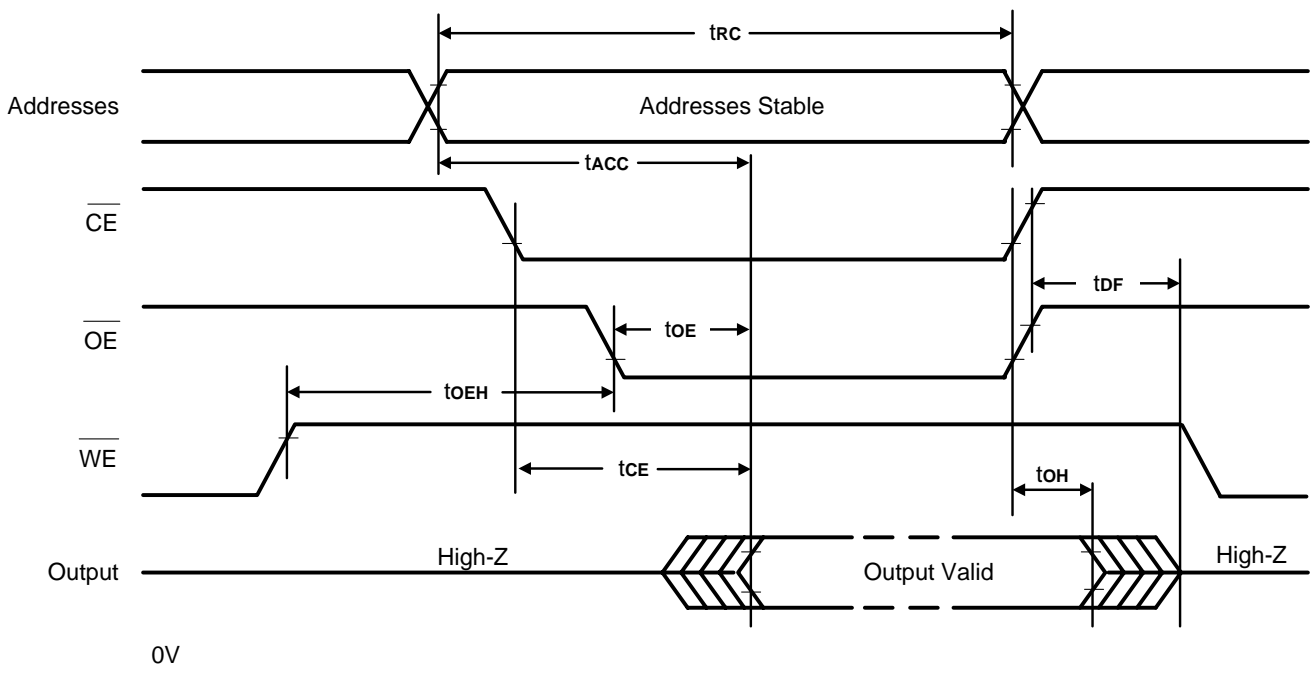 tRC
Addresses
Addresses Stable
tACC
CE
tDF
OE
tOE
tOEH
WE
tCE
tOH
Output
High-Z
Output Valid
High-Z
0V